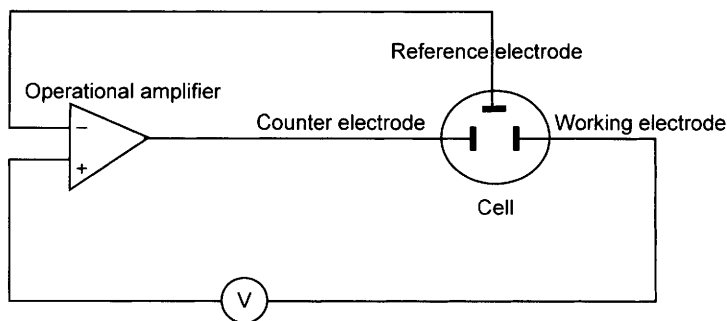 Reference electrode
Operational amplifier
Counter electrode
Working electrode
−
+
Cell
V